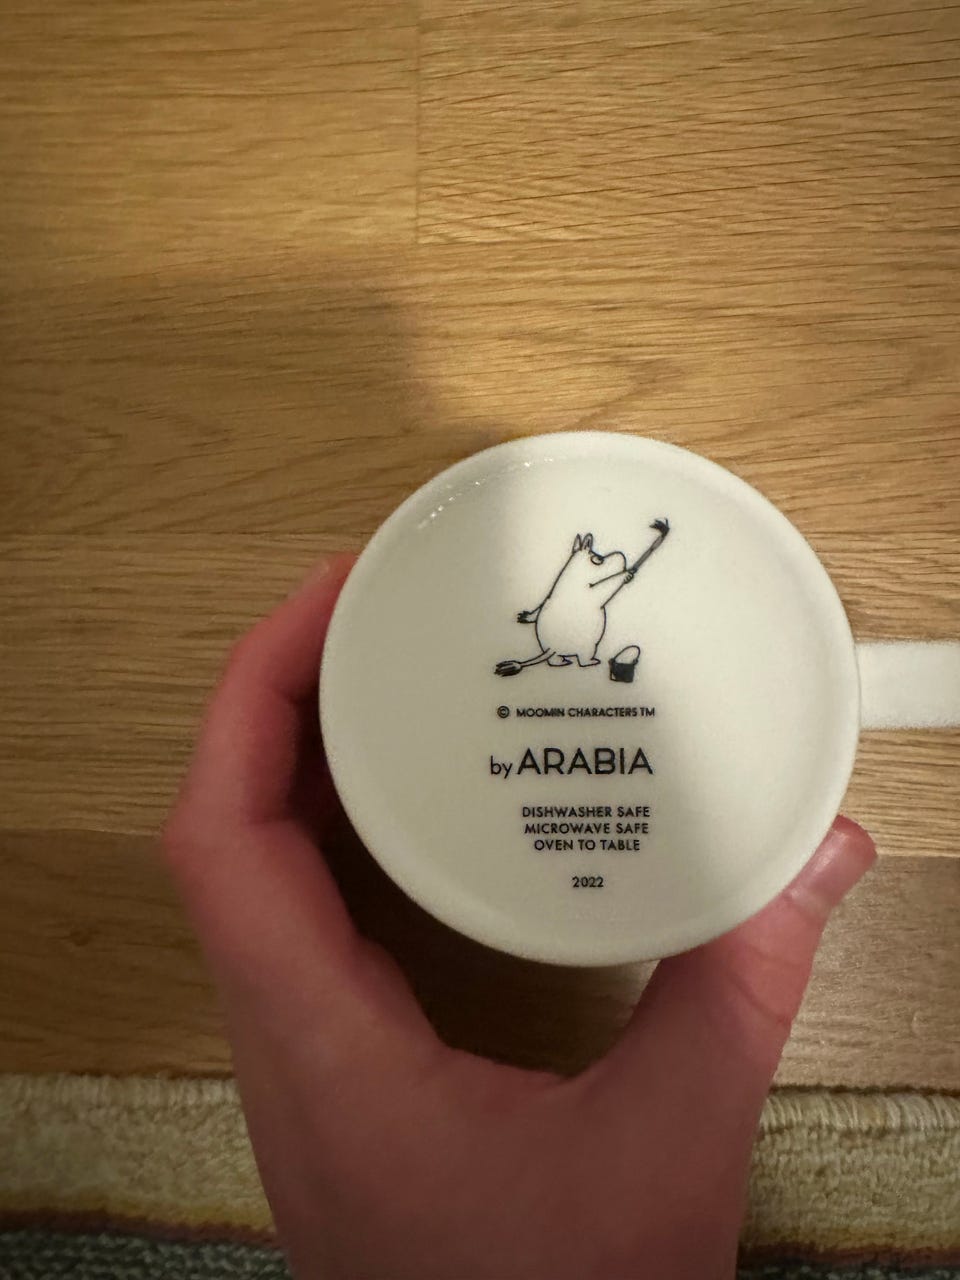 © MOOMIN CHARACTERS TM
by ARABIA
DISHWASHER SAFE
MICROWAVE SAFE
OVEN TO TABLE
2022